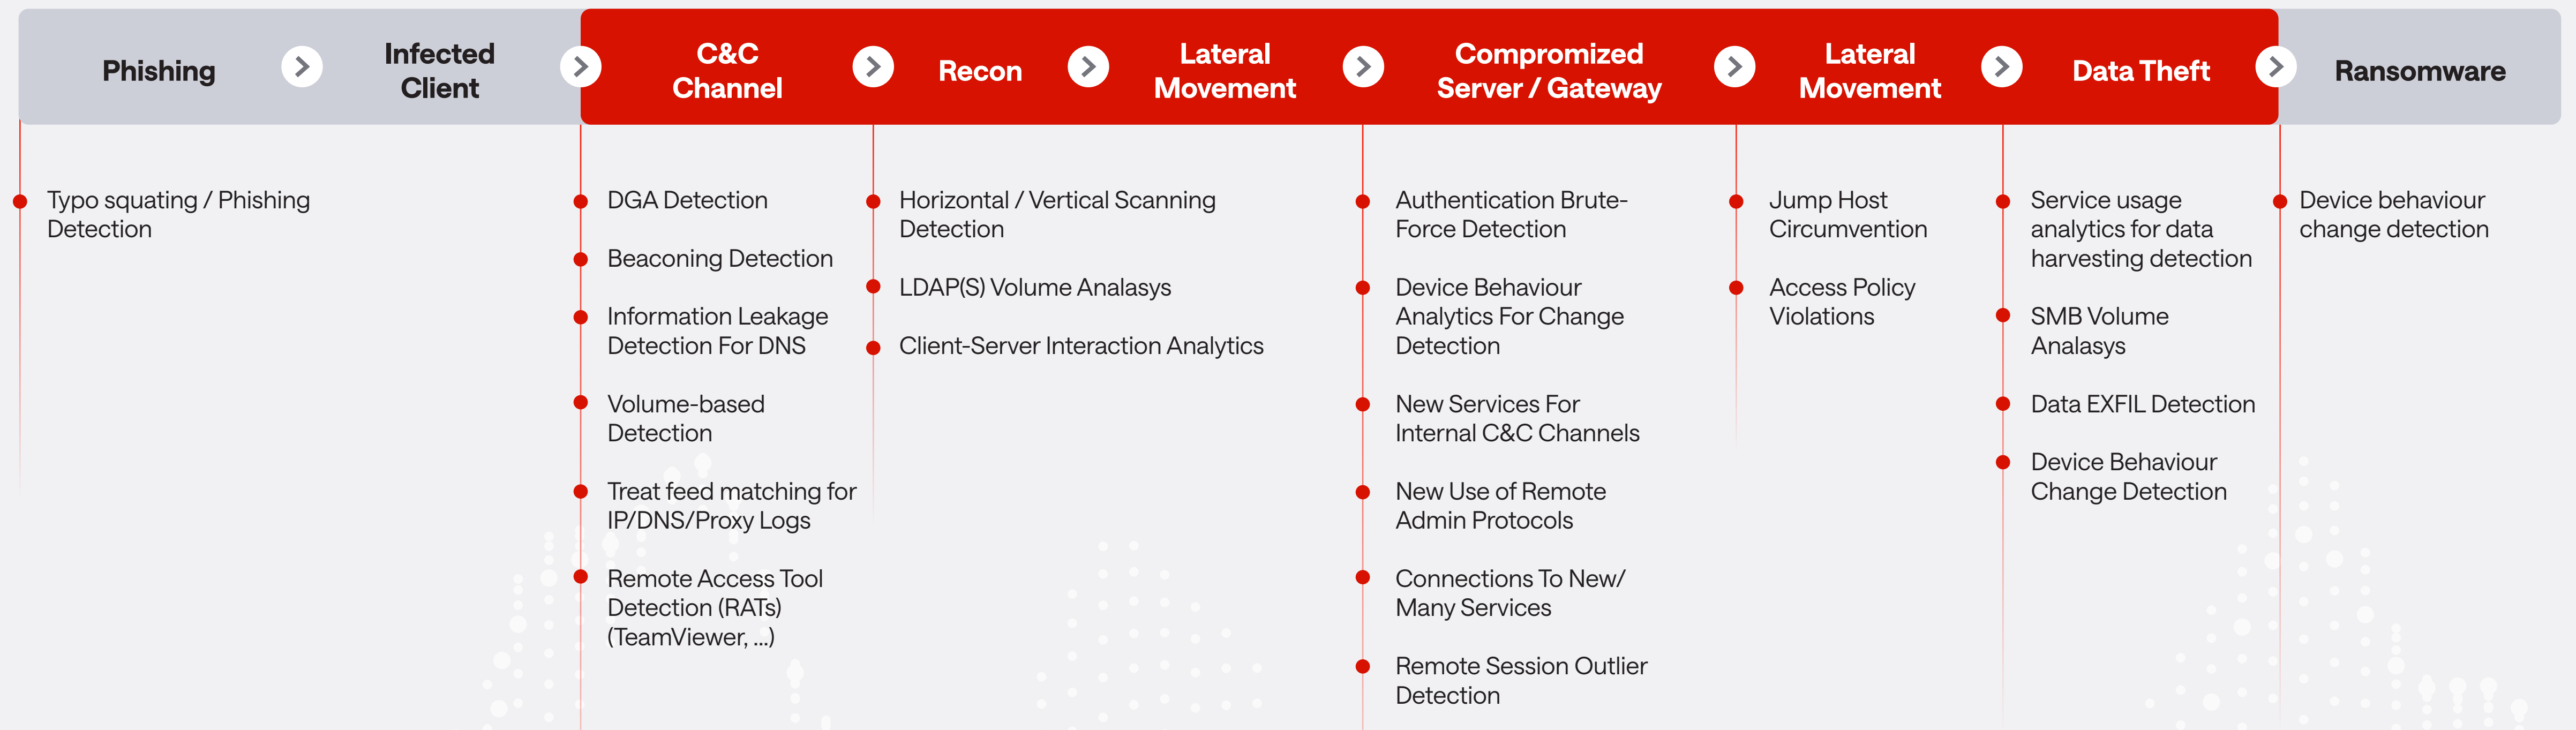 Phishing
Infected
Client
C&C
Channel
Recon
Lateral
Movement
Compromized
Server / Gateway
Lateral
Movement
Data Theft
Ransomware
Typo squating / Phishing
Detection
DGA Detection
Beaconing Detection
Information Leakage
Detection For DNS
Volume-based
Detection
Treat feed matching for
IP/DNS/Proxy Logs
Remote Access Tool
Detection (RATs)
(TeamViewer, ...)
Horizontal / Vertical Scanning
Detection
LDAP(S) Volume Analasys
Client-Server Interaction Analytics
Authentication Brute-
Force Detection
Device Behaviour
Analytics For Change
Detection
New Services For
Internal C&C Channels
New Use of Remote
Admin Protocols
Connections To New/
Many Services
Remote Session Outlier
Detection
Jump Host
Circumvention
Access Policy
Violations
Service usage
analytics for data
harvesting detection
SMB Volume
Analasys
Data EXFIL Detection
Device Behaviour
Change Detection
Device behaviour
change detection